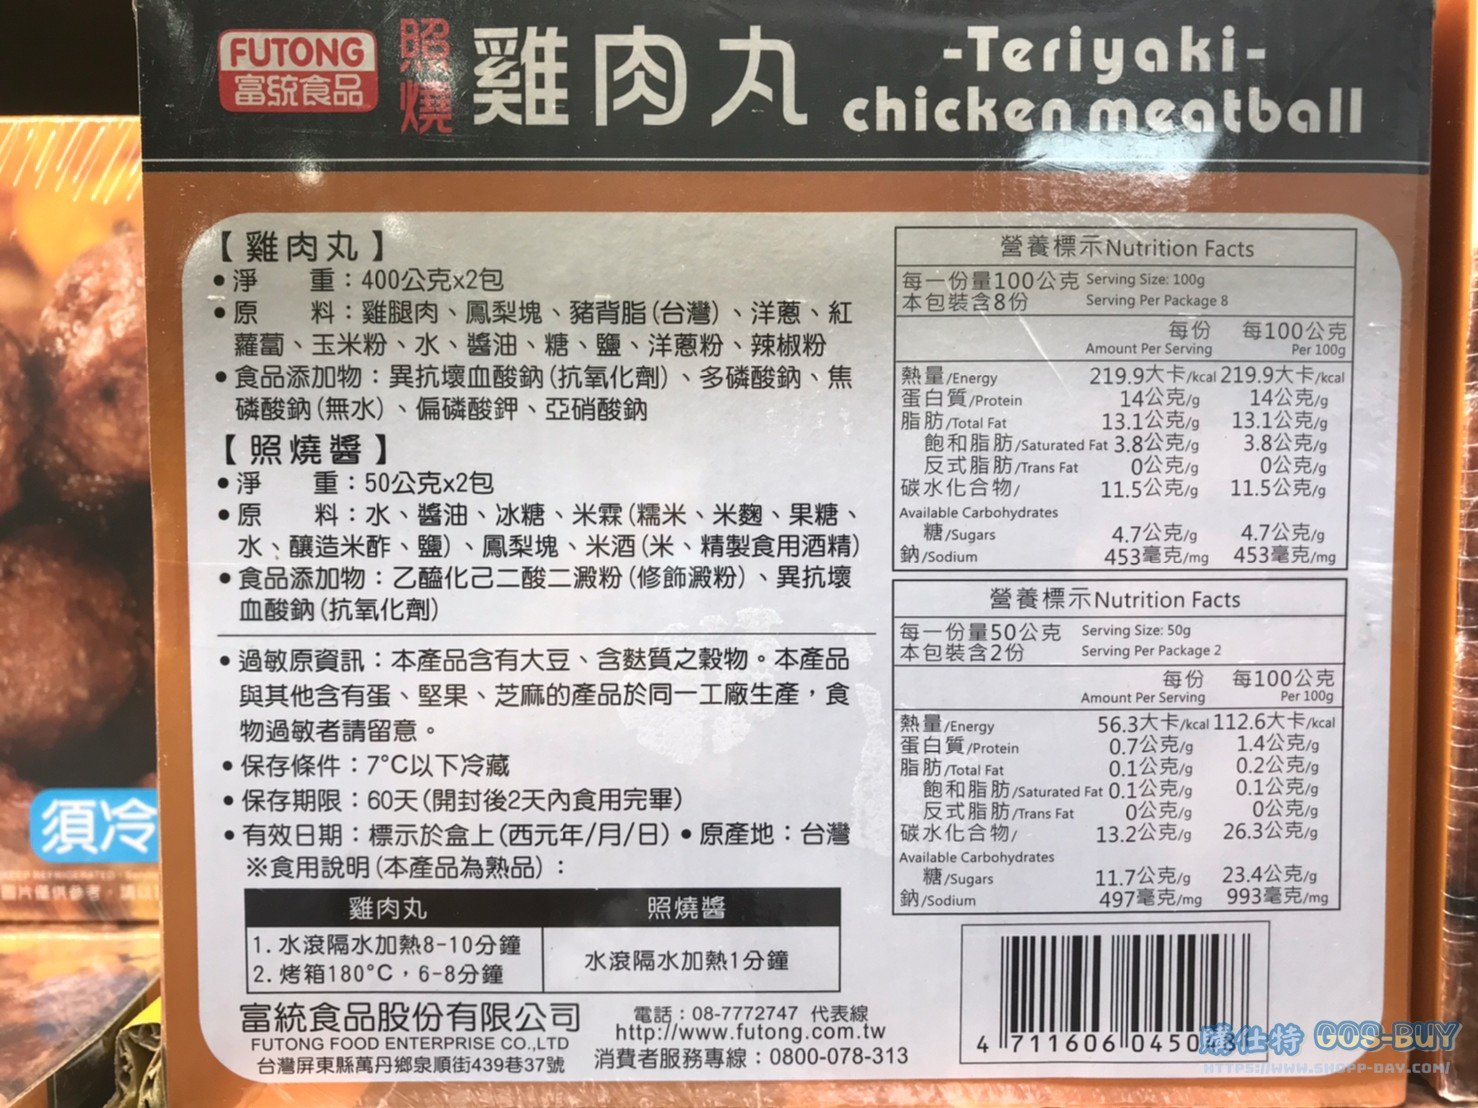 FUTONG
富統食品
照燒
雞肉丸
-Teriyaki-
chicken meatball
【雞肉丸】
•淨　　重：400公克x2包
•原　　料：雞腿肉、鳳梨塊、豬背脂(台灣)、洋蔥、紅
蘿蔔、玉米粉、水、醬油、糖、鹽、洋蔥粉、辣椒粉
•食品添加物：異抗壞血酸鈉(抗氧化劑)、多磷酸鈉、焦
磷酸鈉(無水)、偏磷酸鉀、亞硝酸鈉
【照燒醬】
•淨　　重：50公克x2包
•原　　料：水、醬油、冰糖、米霖(糯米、米麴、果糖、
水、釀造米酢、鹽)、鳳梨塊、米酒(米、精製食用酒精)
•食品添加物：乙醯化己二酸二澱粉(修飾澱粉)、異抗壞
血酸鈉(抗氧化劑)
•過敏原資訊：本產品含有大豆、含麩質之穀物。本產品
與其他含有蛋、堅果、芝麻的產品於同一工廠生產，食
物過敏者請留意。
•保存條件：7°C以下冷藏
•保存期限：60天(開封後2天內食用完畢)
•有效日期：標示於盒上(西元年/月/日)•原產地：台灣
※食用說明(本產品為熟品)：
雞肉丸 照燒醬
1. 水滾隔水加熱8-10分鐘
2. 烤箱180°C，6-8分鐘
水滾隔水加熱1分鐘
富統食品股份有限公司
FUTONG FOOD ENTERPRISE CO.,LTD
台灣屏東縣萬丹鄉泉順街439巷37號
電話：08-7772747 代表線
http://www.futong.com.tw
消費者服務專線：0800-078-313
營養標示Nutrition Facts
每一份量100公克 Serving Size: 100g
本包裝含8份 Serving Per Package 8
每份 每100公克
Amount Per Serving Per 100g
熱量/Energy 219.9大卡/kcal 219.9大卡/kcal
蛋白質/Protein 14公克/g 14公克/g
脂肪/Total Fat 13.1公克/g 13.1公克/g
飽和脂肪/Saturated Fat 3.8公克/g 3.8公克/g
反式脂肪/Trans Fat 0公克/g 0公克/g
碳水化合物/ 11.5公克/g 11.5公克/g
Available Carbohydrates
糖/Sugars 4.7公克/g 4.7公克/g
鈉/Sodium 453毫克/mg 453毫克/mg
營養標示Nutrition Facts
每一份量50公克 Serving Size: 50g
本包裝含2份 Serving Per Package 2
每份 每100公克
Amount Per Serving Per 100g
熱量/Energy 56.3大卡/kcal 112.6大卡/kcal
蛋白質/Protein 0.7公克/g 1.4公克/g
脂肪/Total Fat 0.1公克/g 0.2公克/g
飽和脂肪/Saturated Fat 0.1公克/g 0.1公克/g
反式脂肪/Trans Fat 0公克/g 0公克/g
碳水化合物/ 13.2公克/g 26.3公克/g
Available Carbohydrates
糖/Sugars 11.7公克/g 23.4公克/g
鈉/Sodium 497毫克/mg 993毫克/mg
4 711606 045048
購仕特 GOS-BUY
HTTPS://WWW.SHOPP-DAY.COM/
須冷
KEEP REFRIGERATED
圖片僅供參考